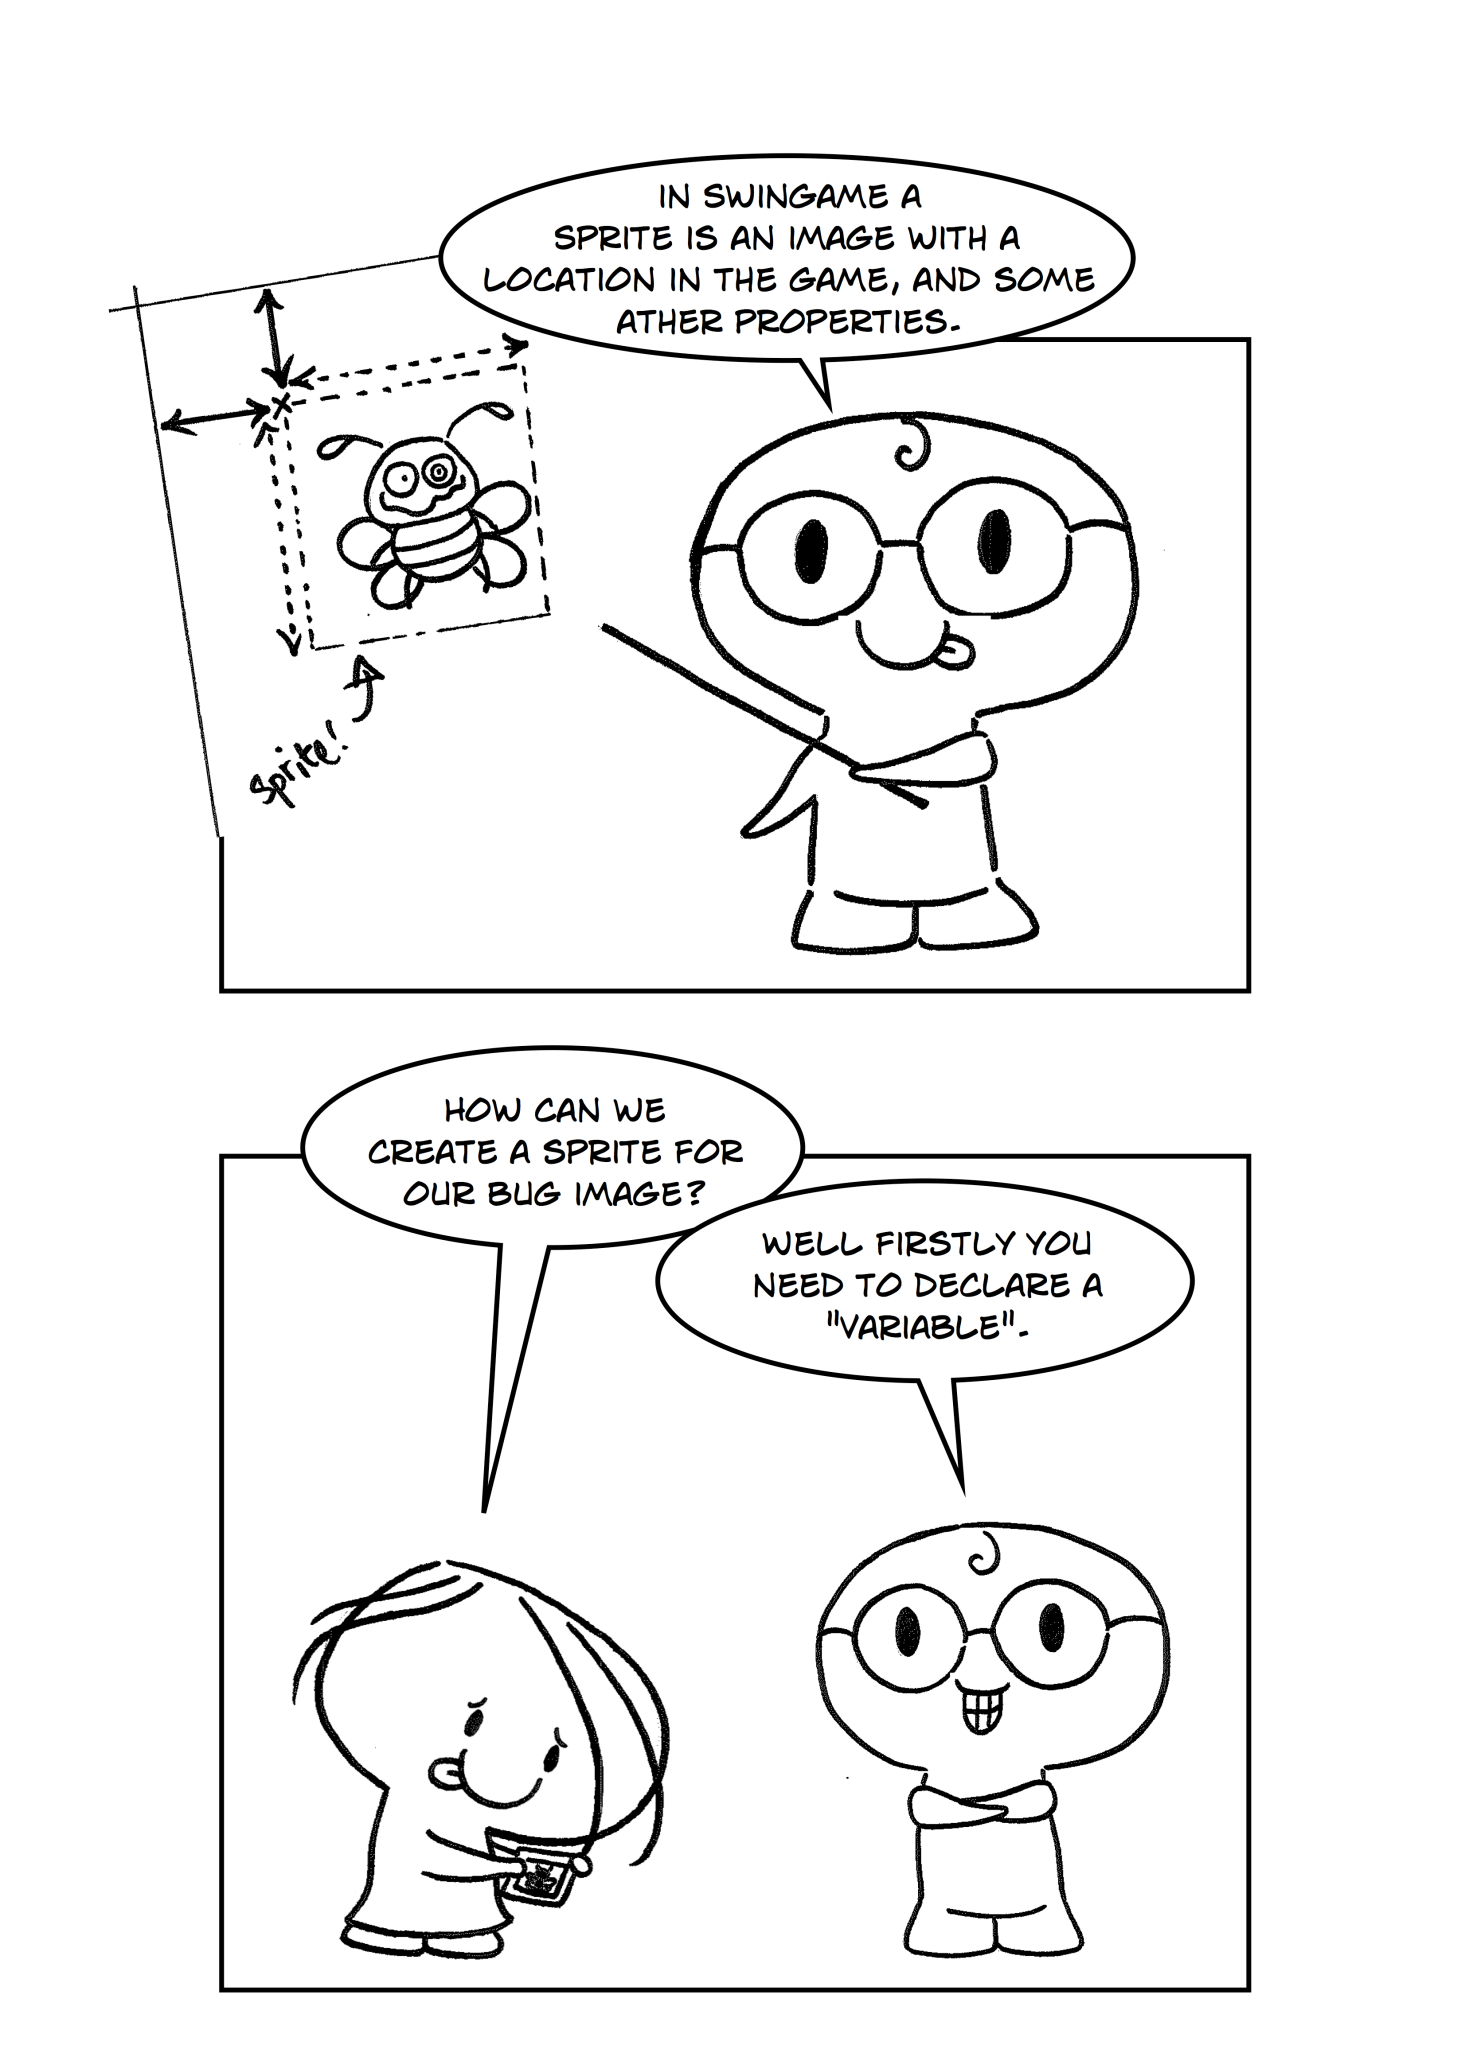 IN SWINGAME A
SPRITE IS AN IMAGE WITH A
LOCATION IN THE GAME, AND SOME
ATHER PROPERTIES.
Sprite!
HOW CAN WE
CREATE A SPRITE FOR
OUR BUG IMAGE?
WELL FIRSTLY YOU
NEED TO DECLARE A
"VARIABLE".